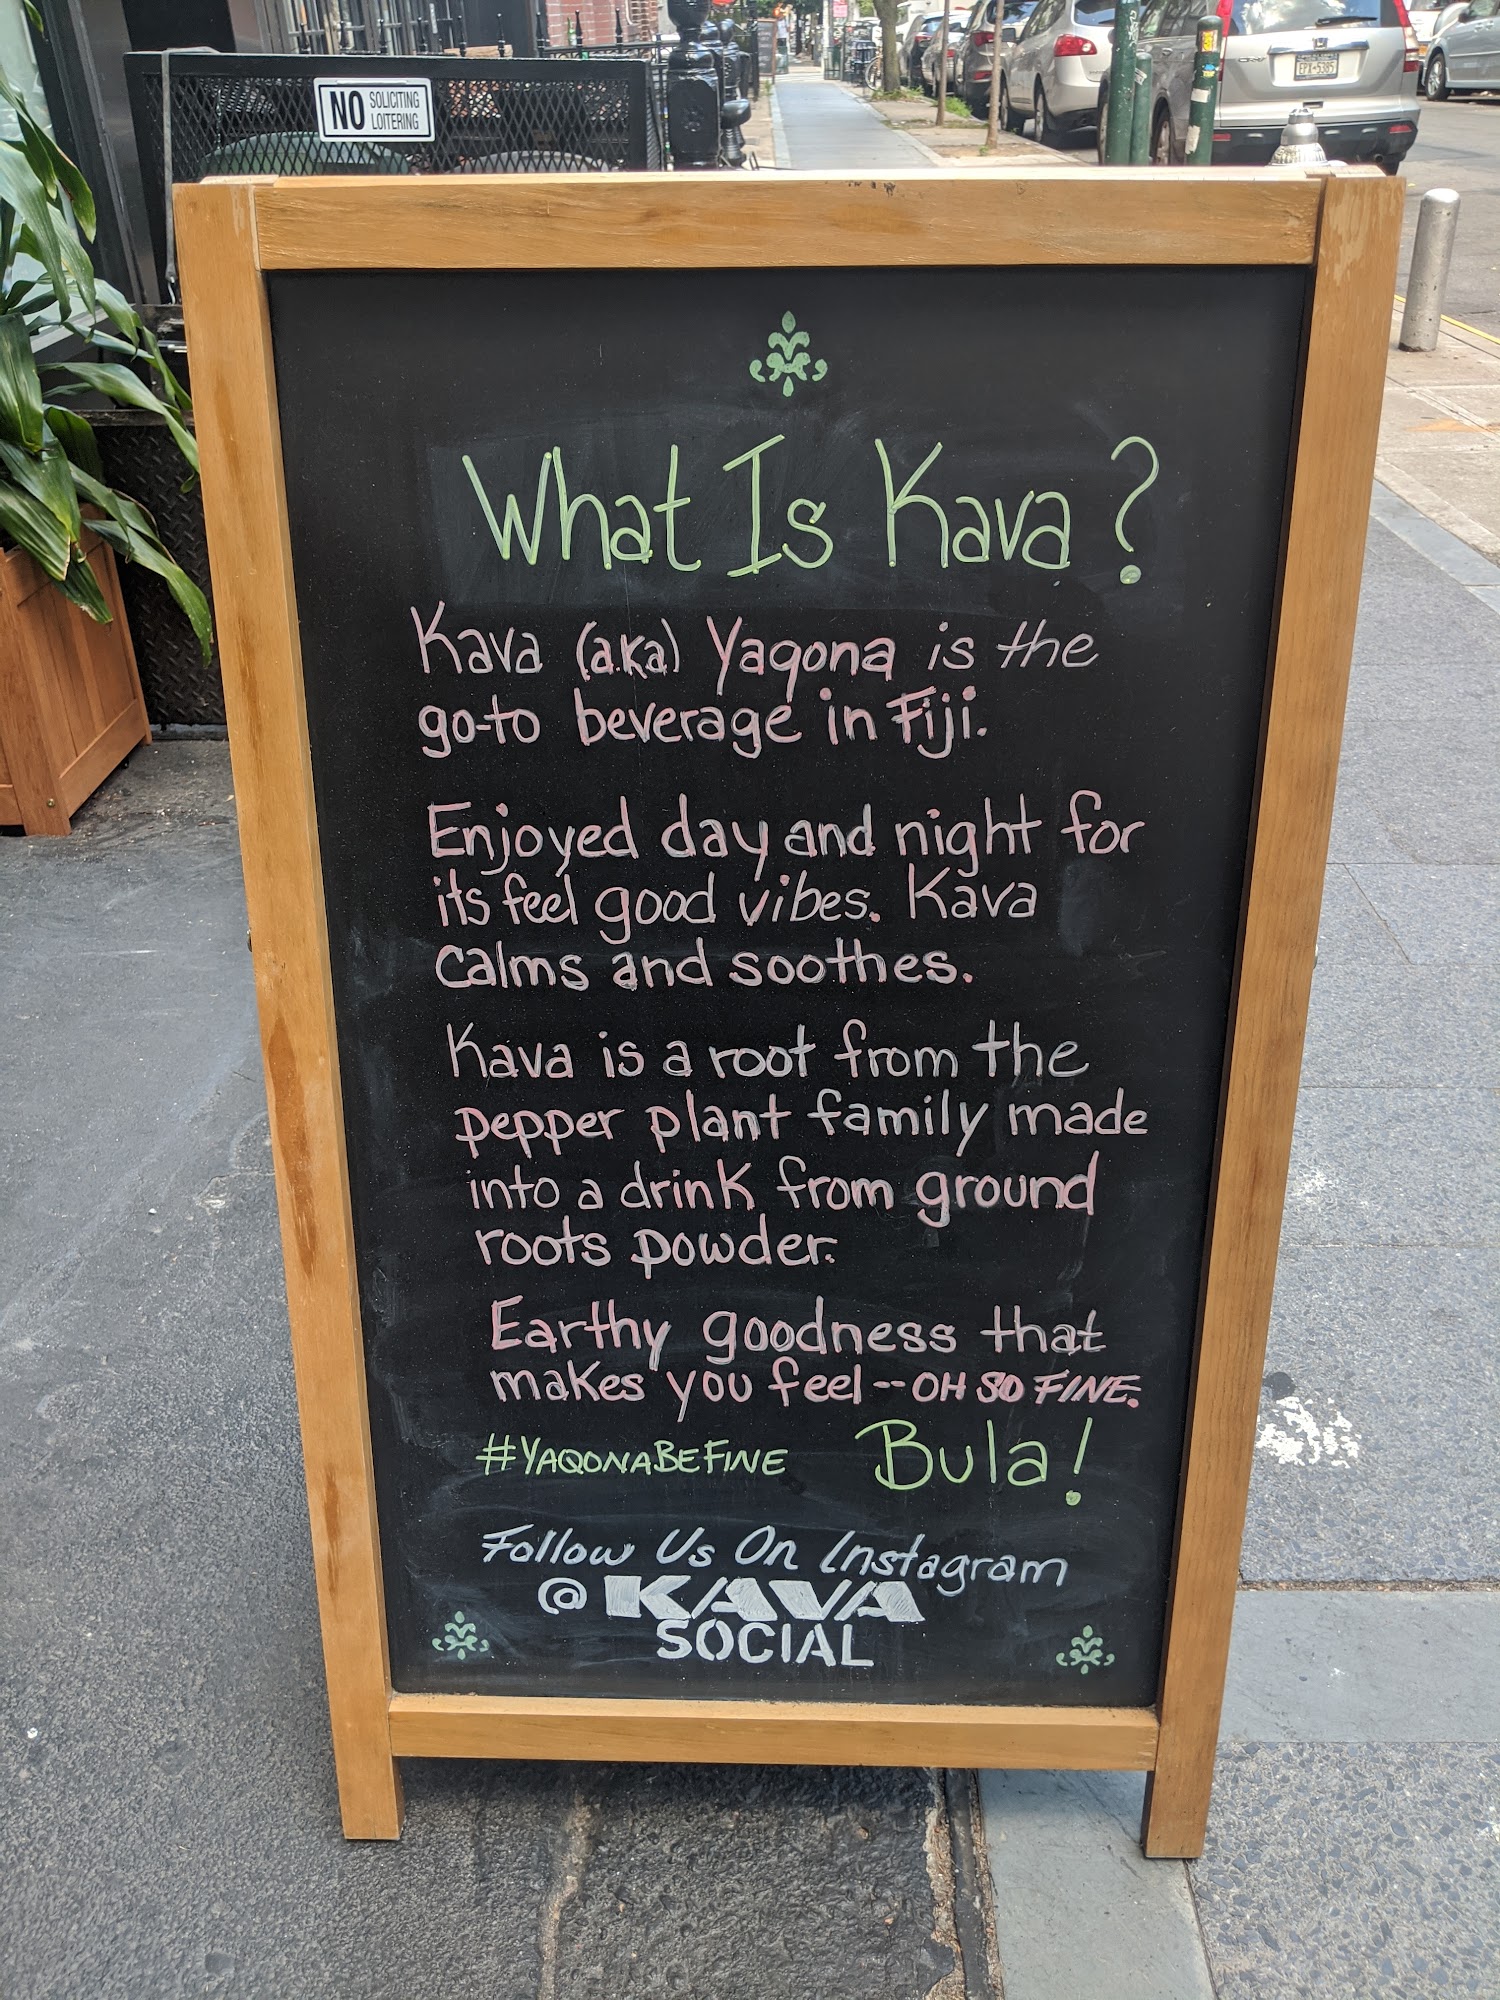 NO SOLICITING
LOITERING
CRV
What Is Kava?
Kava (a.k.a) Yaqona is the
go-to beverage in Fiji.
Enjoyed day and night for
its feel good vibes. Kava
calms and soothes.
Kava is a root from the
pepper plant family made
into a drink from ground
roots powder.
Earthy goodness that
makes you feel -- OH SO FINE.
#YAQONABEFINE Bula!
Follow Us On Instagram
@KAVA
SOCIAL